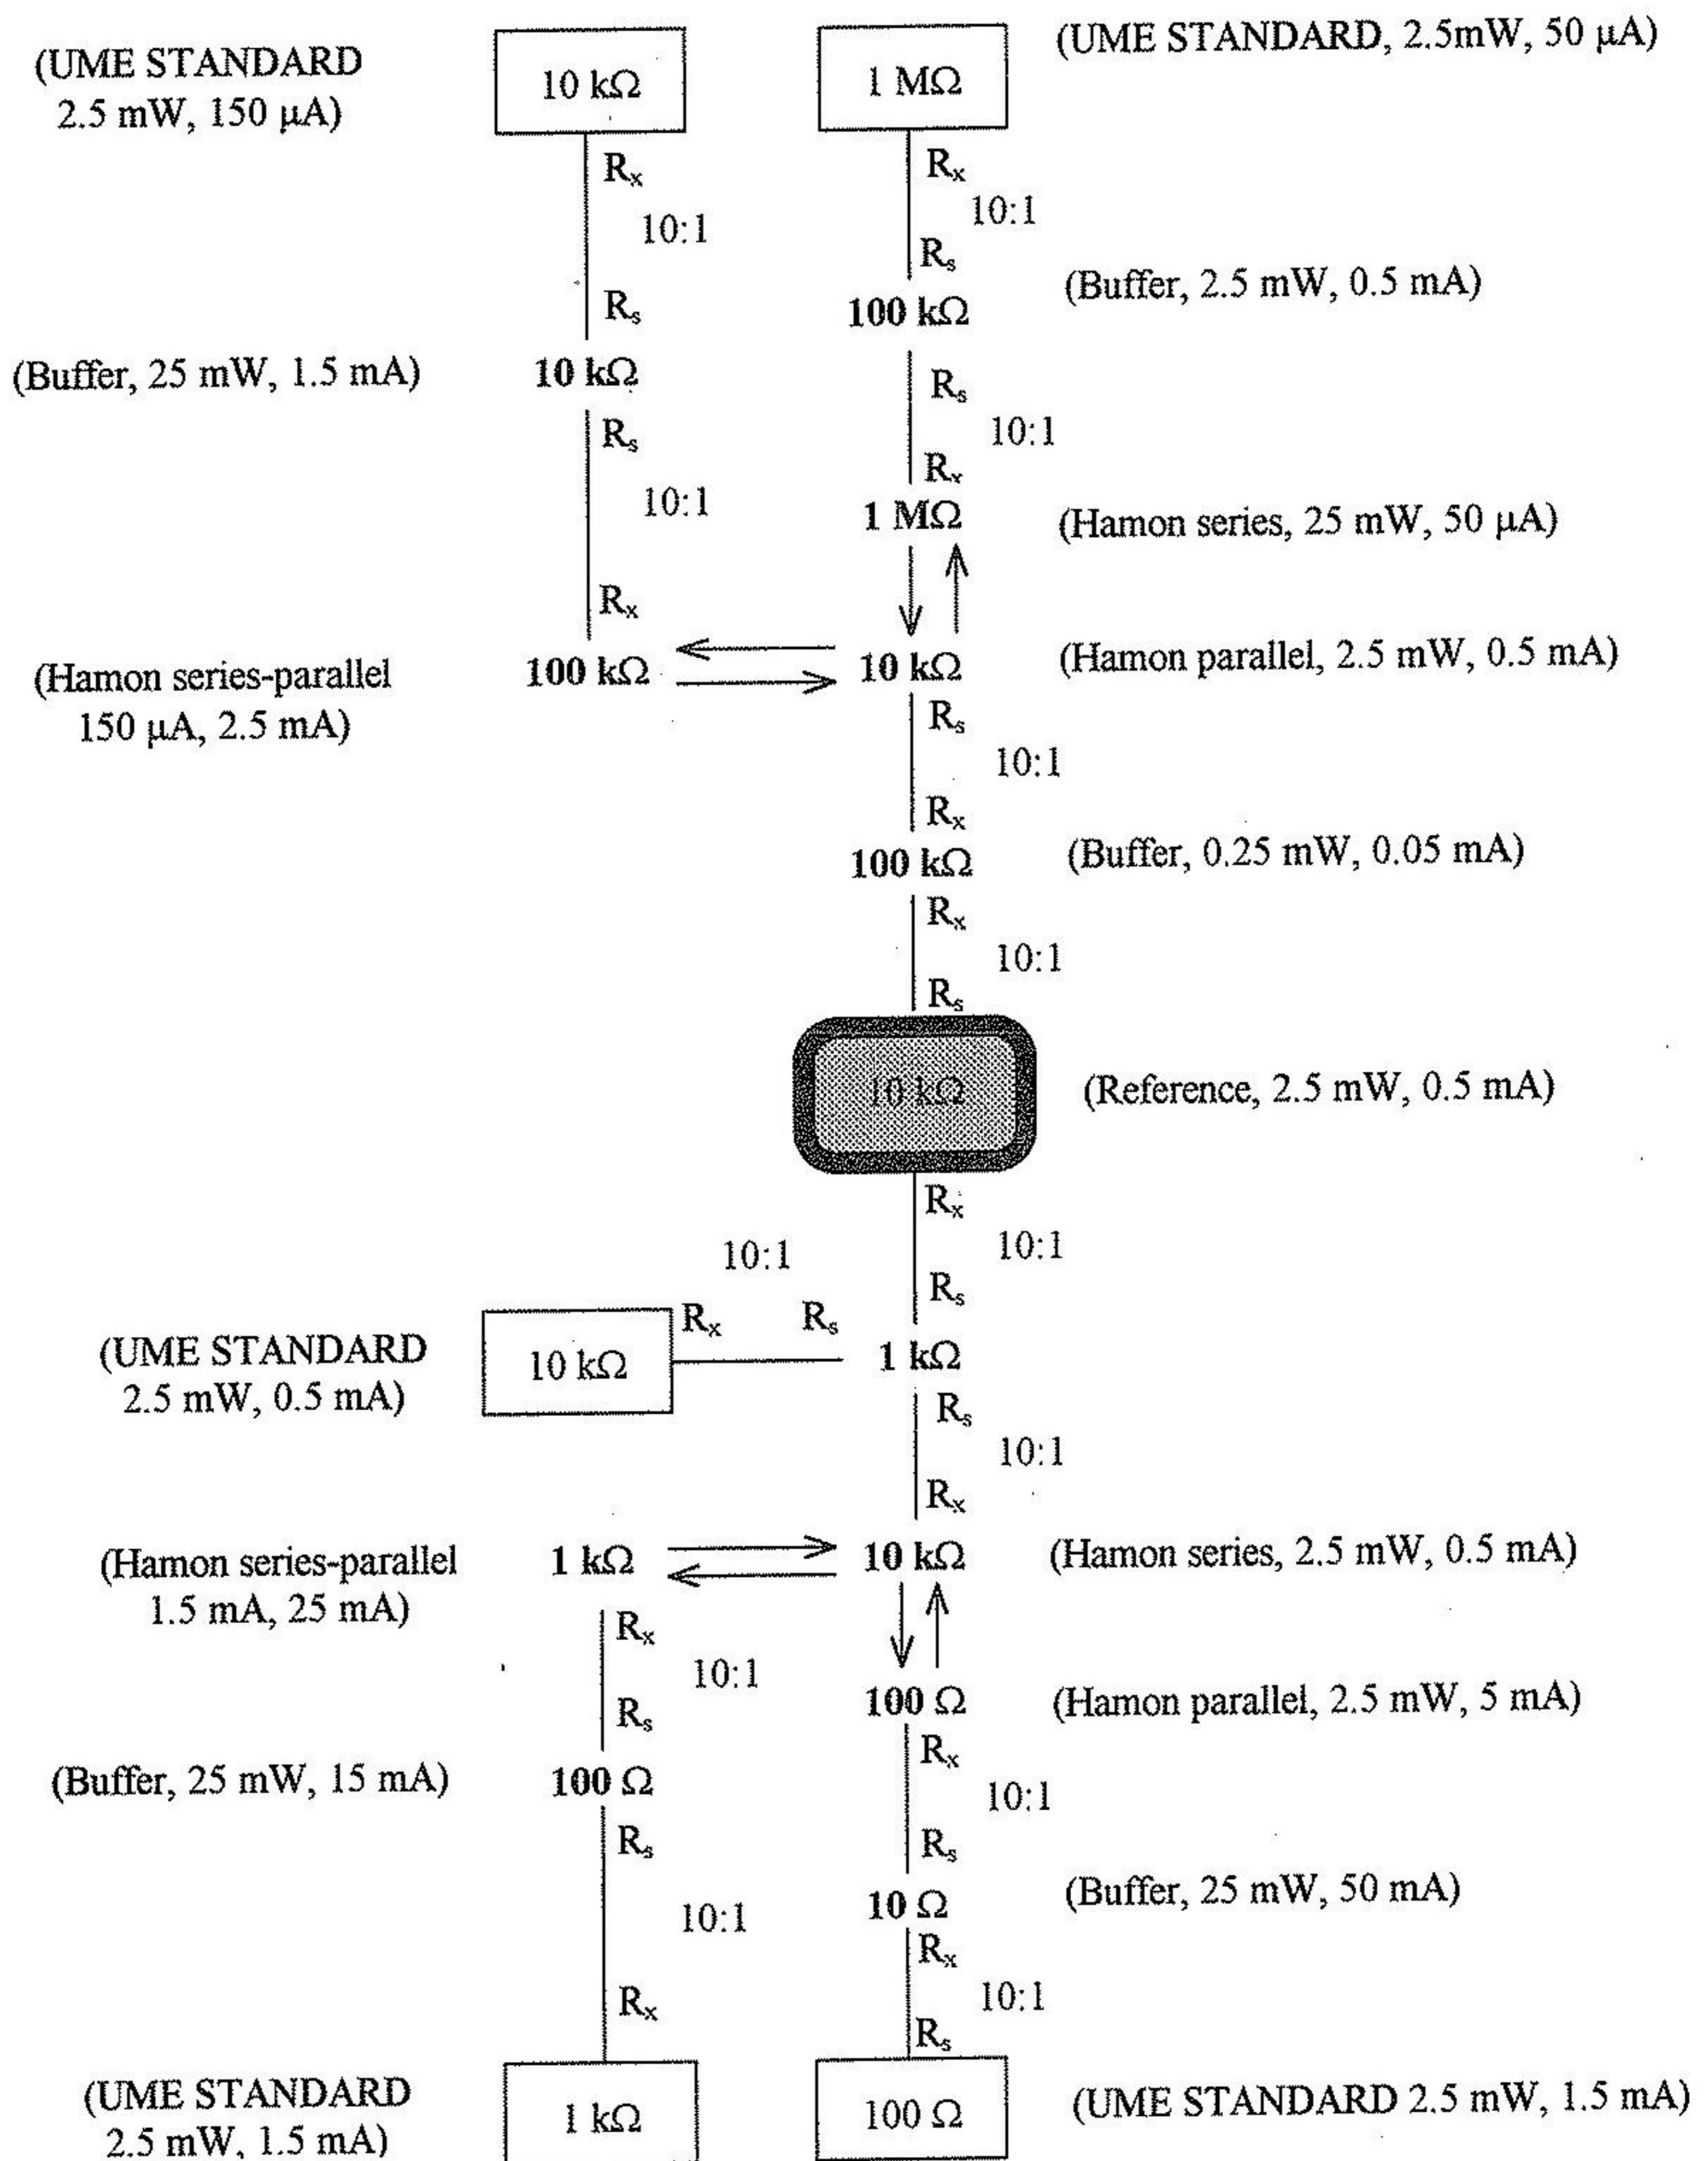 (UME STANDARD
2.5 mW, 150 μA)
10 kΩ
1 MΩ
(UME STANDARD, 2.5mW, 50 μA)
Rx
10:1
Rs
Rx
10:1
Rs
(Buffer, 25 mW, 1.5 mA)
10 kΩ
100 kΩ
(Buffer, 2.5 mW, 0.5 mA)
Rs
10:1
Rx
Rs
10:1
Rx
1 MΩ
(Hamon series, 25 mW, 50 μA)
(Hamon series-parallel
150 μA, 2.5 mA)
100 kΩ
10 kΩ
(Hamon parallel, 2.5 mW, 0.5 mA)
Rs
10:1
Rx
100 kΩ
(Buffer, 0.25 mW, 0.05 mA)
Rx
10:1
Rs
10 kΩ
(Reference, 2.5 mW, 0.5 mA)
Rx
10:1
Rs
10:1
Rx
Rs
(UME STANDARD
2.5 mW, 0.5 mA)
10 kΩ
1 kΩ
Rs
10:1
Rx
(Hamon series-parallel
1.5 mA, 25 mA)
1 kΩ
10 kΩ
(Hamon series, 2.5 mW, 0.5 mA)
Rx
10:1
Rs
100 Ω
(Hamon parallel, 2.5 mW, 5 mA)
Rx
10:1
Rs
(Buffer, 25 mW, 15 mA)
100 Ω
10 Ω
(Buffer, 25 mW, 50 mA)
Rs
10:1
Rx
Rx
10:1
Rs
(UME STANDARD
2.5 mW, 1.5 mA)
1 kΩ
100 Ω
(UME STANDARD 2.5 mW, 1.5 mA)